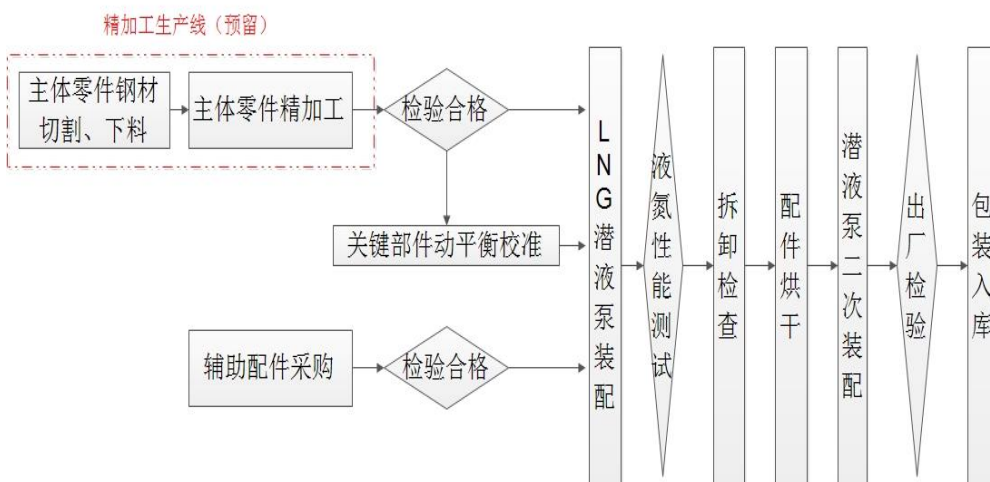 精加工生产线（预留）
主体零件钢材
切割、下料
主体零件精加工
检验合格
关键部件动平衡校准
辅助配件采购
检验合格
LNG潜液泵装配
液氮性能测试
拆卸检查
配件烘干
潜液泵二次装配
出厂检验
包装入库